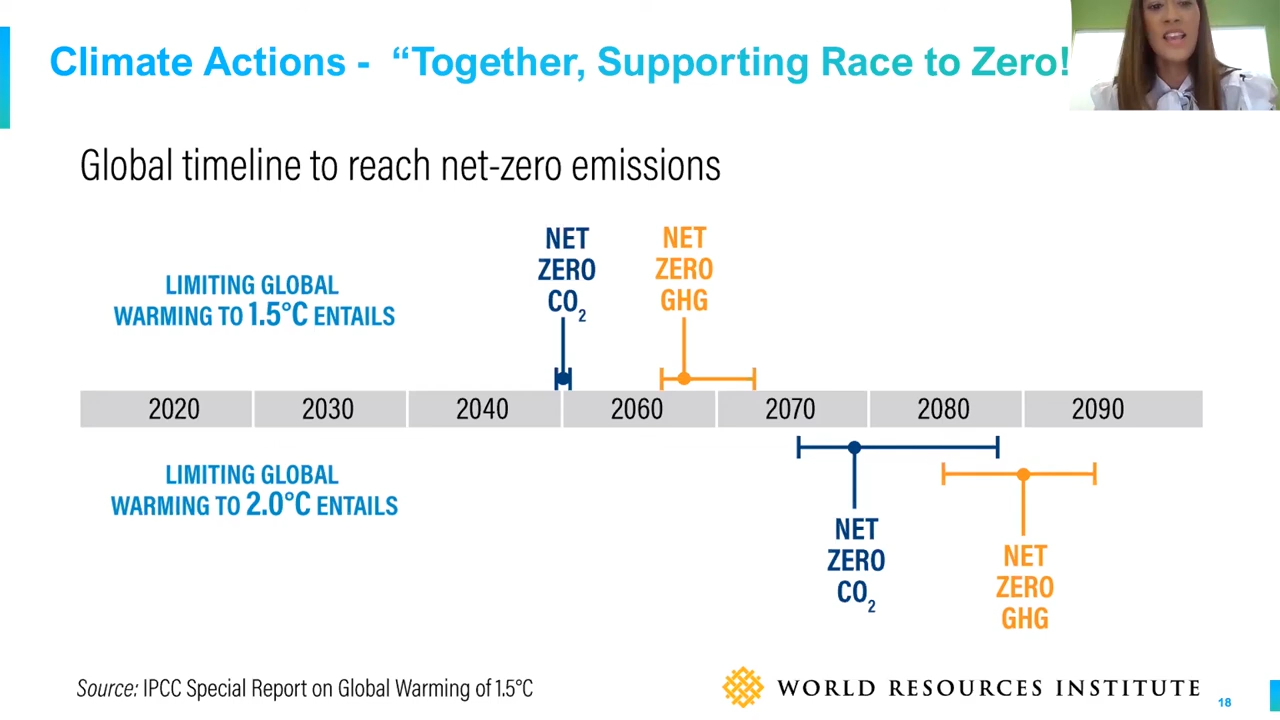 Climate Actions - “Together, Supporting Race to Zero!
Global timeline to reach net-zero emissions
LIMITING GLOBAL
WARMING TO 1.5°C ENTAILS
NET
ZERO
CO₂
NET
ZERO
GHG
2020 2030 2040 2060 2070 2080 2090
LIMITING GLOBAL
WARMING TO 2.0°C ENTAILS
NET
ZERO
CO₂
NET
ZERO
GHG
Source: IPCC Special Report on Global Warming of 1.5°C
WORLD RESOURCES INSTITUTE
18